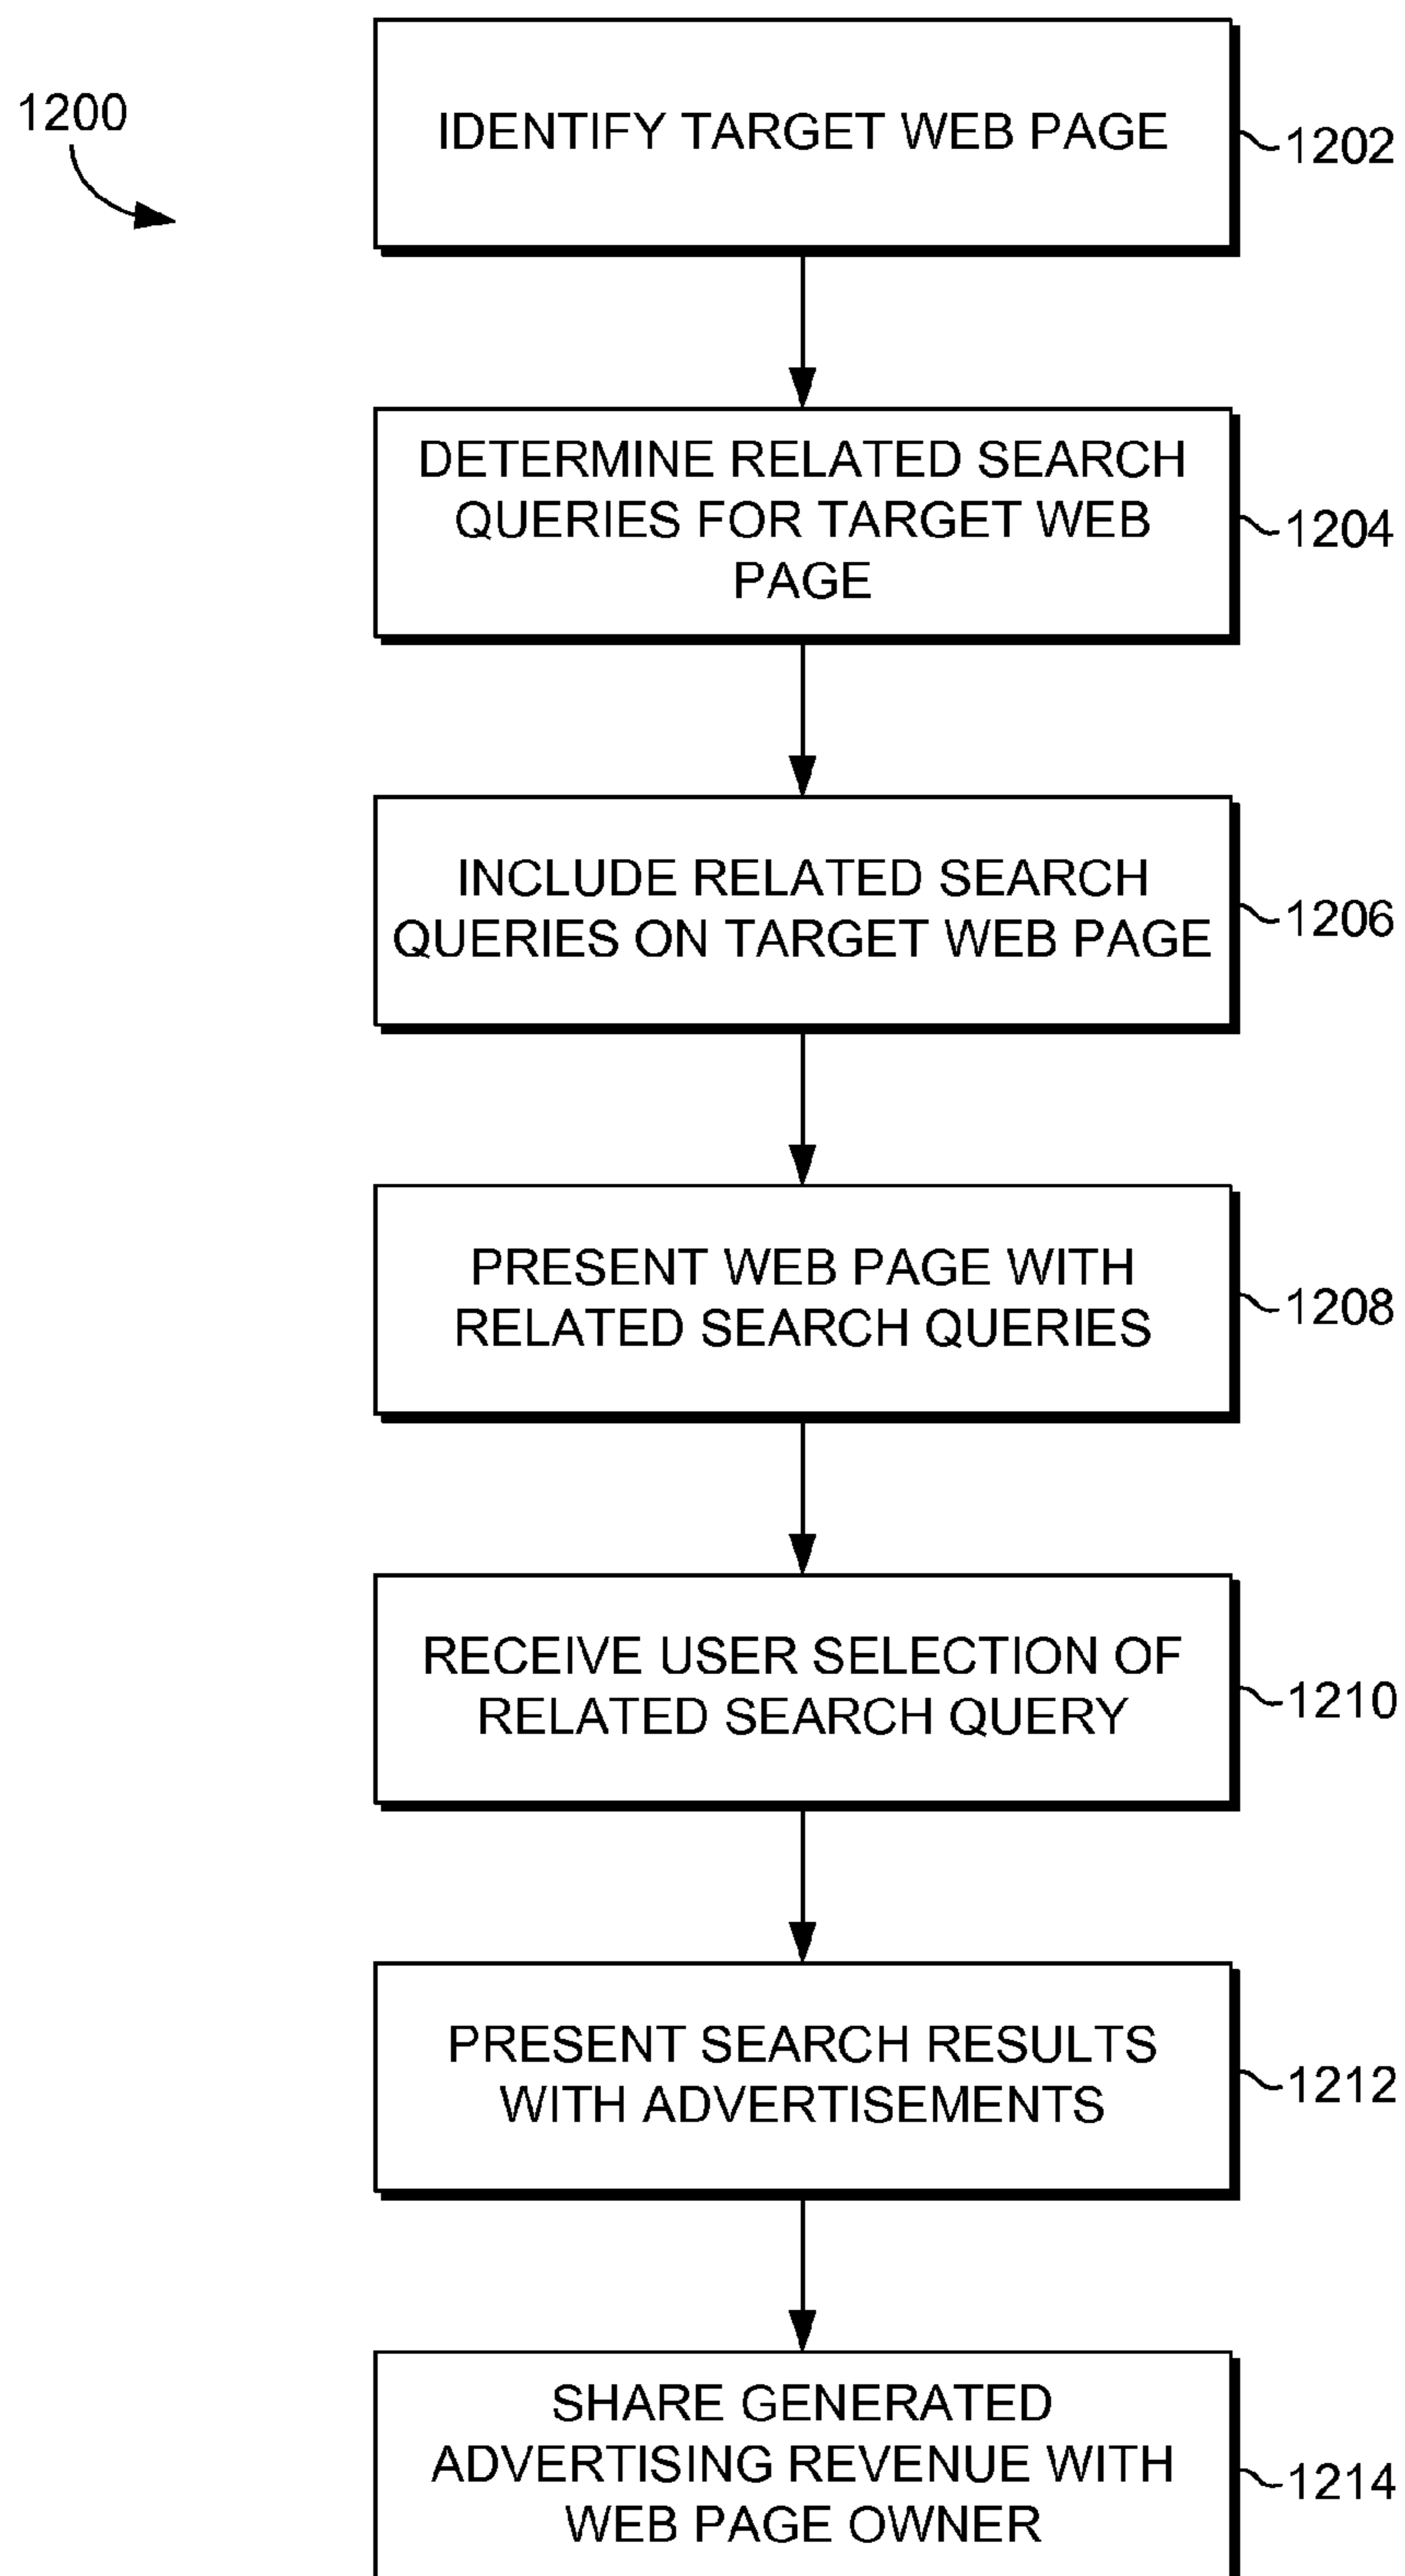 1200
IDENTIFY TARGET WEB PAGE
1202
DETERMINE RELATED SEARCH
QUERIES FOR TARGET WEB
PAGE
1204
INCLUDE RELATED SEARCH
QUERIES ON TARGET WEB PAGE
1206
PRESENT WEB PAGE WITH
RELATED SEARCH QUERIES
1208
RECEIVE USER SELECTION OF
RELATED SEARCH QUERY
1210
PRESENT SEARCH RESULTS
WITH ADVERTISEMENTS
1212
SHARE GENERATED
ADVERTISING REVENUE WITH
WEB PAGE OWNER
1214